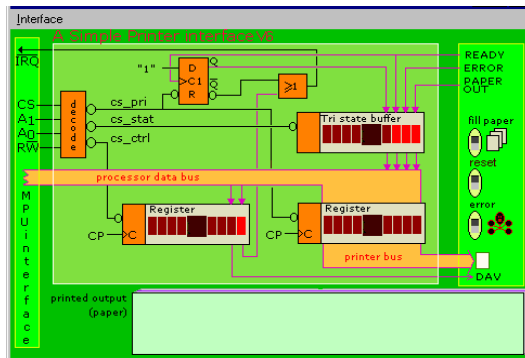 Interface
A Simple Printer interface V6
IRQ
"1"
D
C1
R
Q
Q
≥1
READY
ERROR
PAPER
OUT
CS
A1
A0
RW
decode
cs_pri
cs_stat
cs_ctrl
Tri state buffer
fill paper
reset
error
processor data bus
MPU interface
Register
CP
C
Register
CP
C
printer bus
DAV
printed output
(paper)